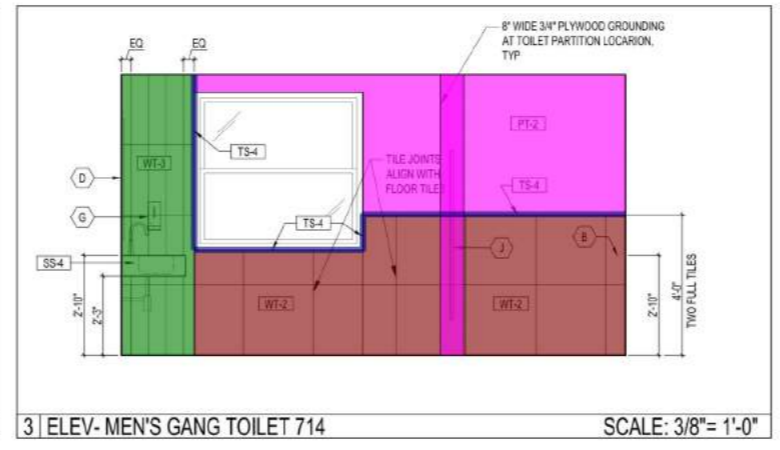 EQ
EQ
8" WIDE 3/4" PLYWOOD GROUNDING
AT TOILET PARTITION LOCARION,
TYP
PT-2
TS-4
WT-3
TILE JOINTS
ALIGN WITH
FLOOR TILES
D
TS-4
G
TS-4
B
J
SS-4
2'-10"
2'-3"
WT-2
WT-2
2'-10"
4'-0"
TWO FULL TILES
3 ELEV- MEN'S GANG TOILET 714
SCALE: 3/8"= 1'-0"